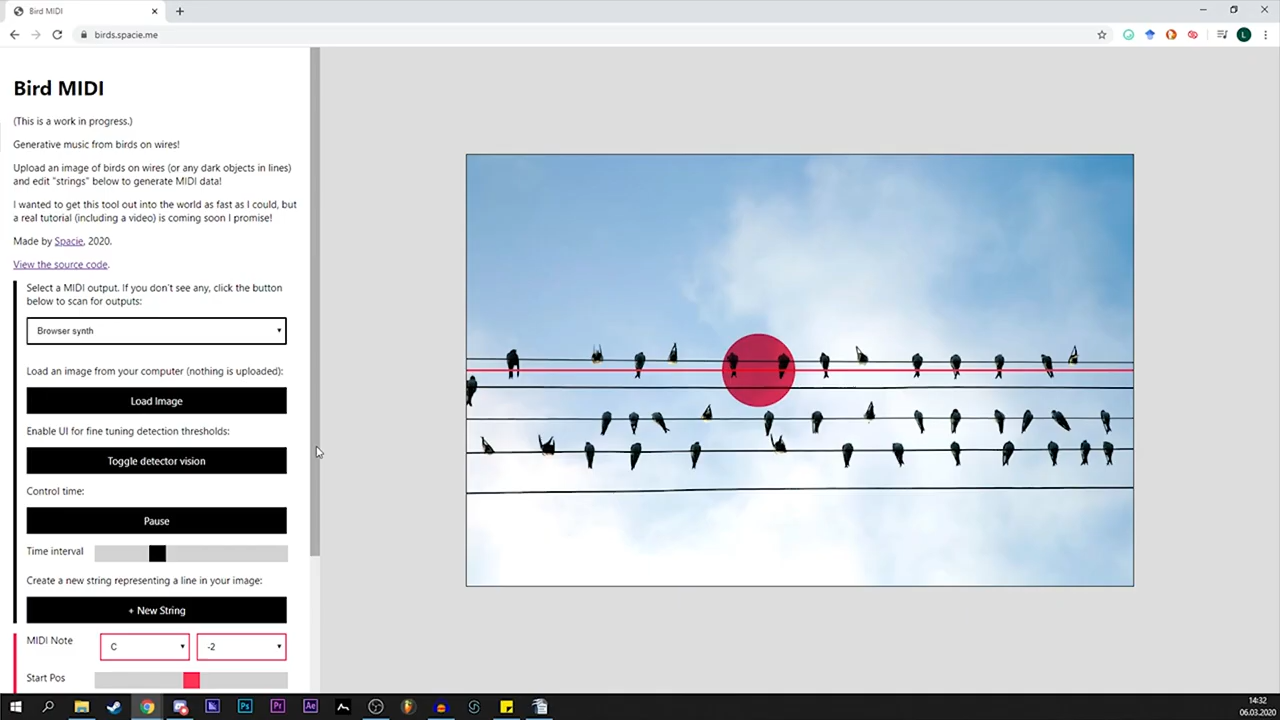 Bird MIDI
birds.spacie.me
L
Bird MIDI
(This is a work in progress.)
Generative music from birds on wires!
Upload an image of birds on wires (or any dark objects in lines)
and edit "strings" below to generate MIDI data!
I wanted to get this tool out into the world as fast as I could, but
a real tutorial (including a video) is coming soon I promise!
Made by Spacie, 2020.
View the source code.
Select a MIDI output. If you don't see any, click the button
below to scan for outputs:
Browser synth
Load an image from your computer (nothing is uploaded):
Load Image
Enable UI for fine tuning detection thresholds:
Toggle detector vision
Control time:
Pause
Time interval
Create a new string representing a line in your image:
+ New String
MIDI Note
C
-2
Start Pos
Ps
Pr
Ae
14:32
06.03.2020